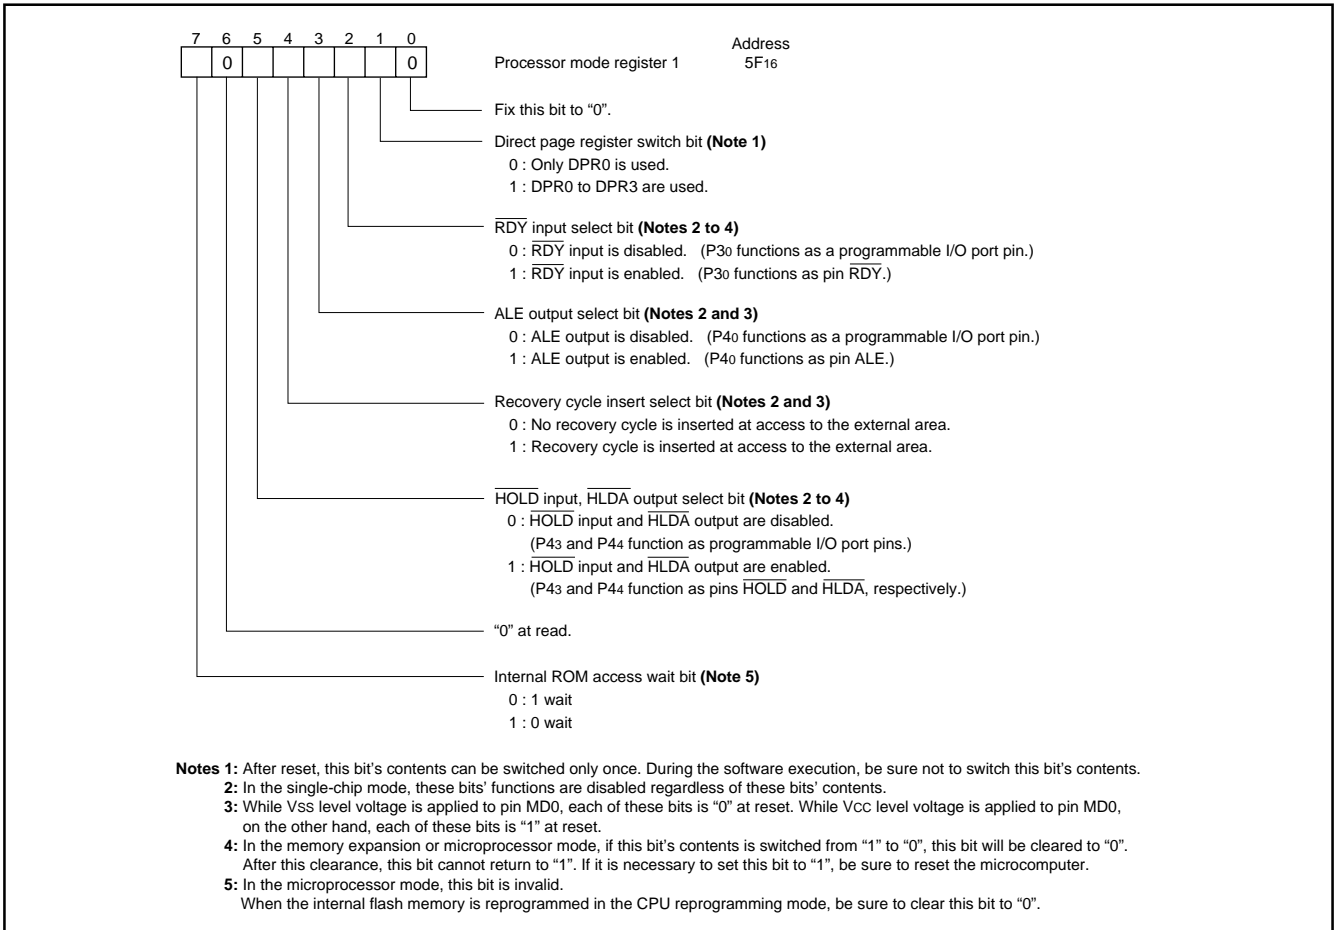 7 6 5 4 3 2 1 0
0 0
Processor mode register 1
Address
5F16
Fix this bit to “0”.
Direct page register switch bit (Note 1)
0 : Only DPR0 is used.
1 : DPR0 to DPR3 are used.
RDY input select bit (Notes 2 to 4)
0 : RDY input is disabled. (P30 functions as a programmable I/O port pin.)
1 : RDY input is enabled. (P30 functions as pin RDY.)
ALE output select bit (Notes 2 and 3)
0 : ALE output is disabled. (P40 functions as a programmable I/O port pin.)
1 : ALE output is enabled. (P40 functions as pin ALE.)
Recovery cycle insert select bit (Notes 2 and 3)
0 : No recovery cycle is inserted at access to the external area.
1 : Recovery cycle is inserted at access to the external area.
HOLD input, HLDA output select bit (Notes 2 to 4)
0 : HOLD input and HLDA output are disabled.
(P43 and P44 function as programmable I/O port pins.)
1 : HOLD input and HLDA output are enabled.
(P43 and P44 function as pins HOLD and HLDA, respectively.)
“0” at read.
Internal ROM access wait bit (Note 5)
0 : 1 wait
1 : 0 wait
Notes 1: After reset, this bit’s contents can be switched only once. During the software execution, be sure not to switch this bit’s contents.
2: In the single-chip mode, these bits’ functions are disabled regardless of these bits’ contents.
3: While VSS level voltage is applied to pin MD0, each of these bits is “0” at reset. While VCC level voltage is applied to pin MD0,
on the other hand, each of these bits is “1” at reset.
4: In the memory expansion or microprocessor mode, if this bit’s contents is switched from “1” to “0”, this bit will be cleared to “0”.
After this clearance, this bit cannot return to “1”. If it is necessary to set this bit to “1”, be sure to reset the microcomputer.
5: In the microprocessor mode, this bit is invalid.
When the internal flash memory is reprogrammed in the CPU reprogramming mode, be sure to clear this bit to “0”.